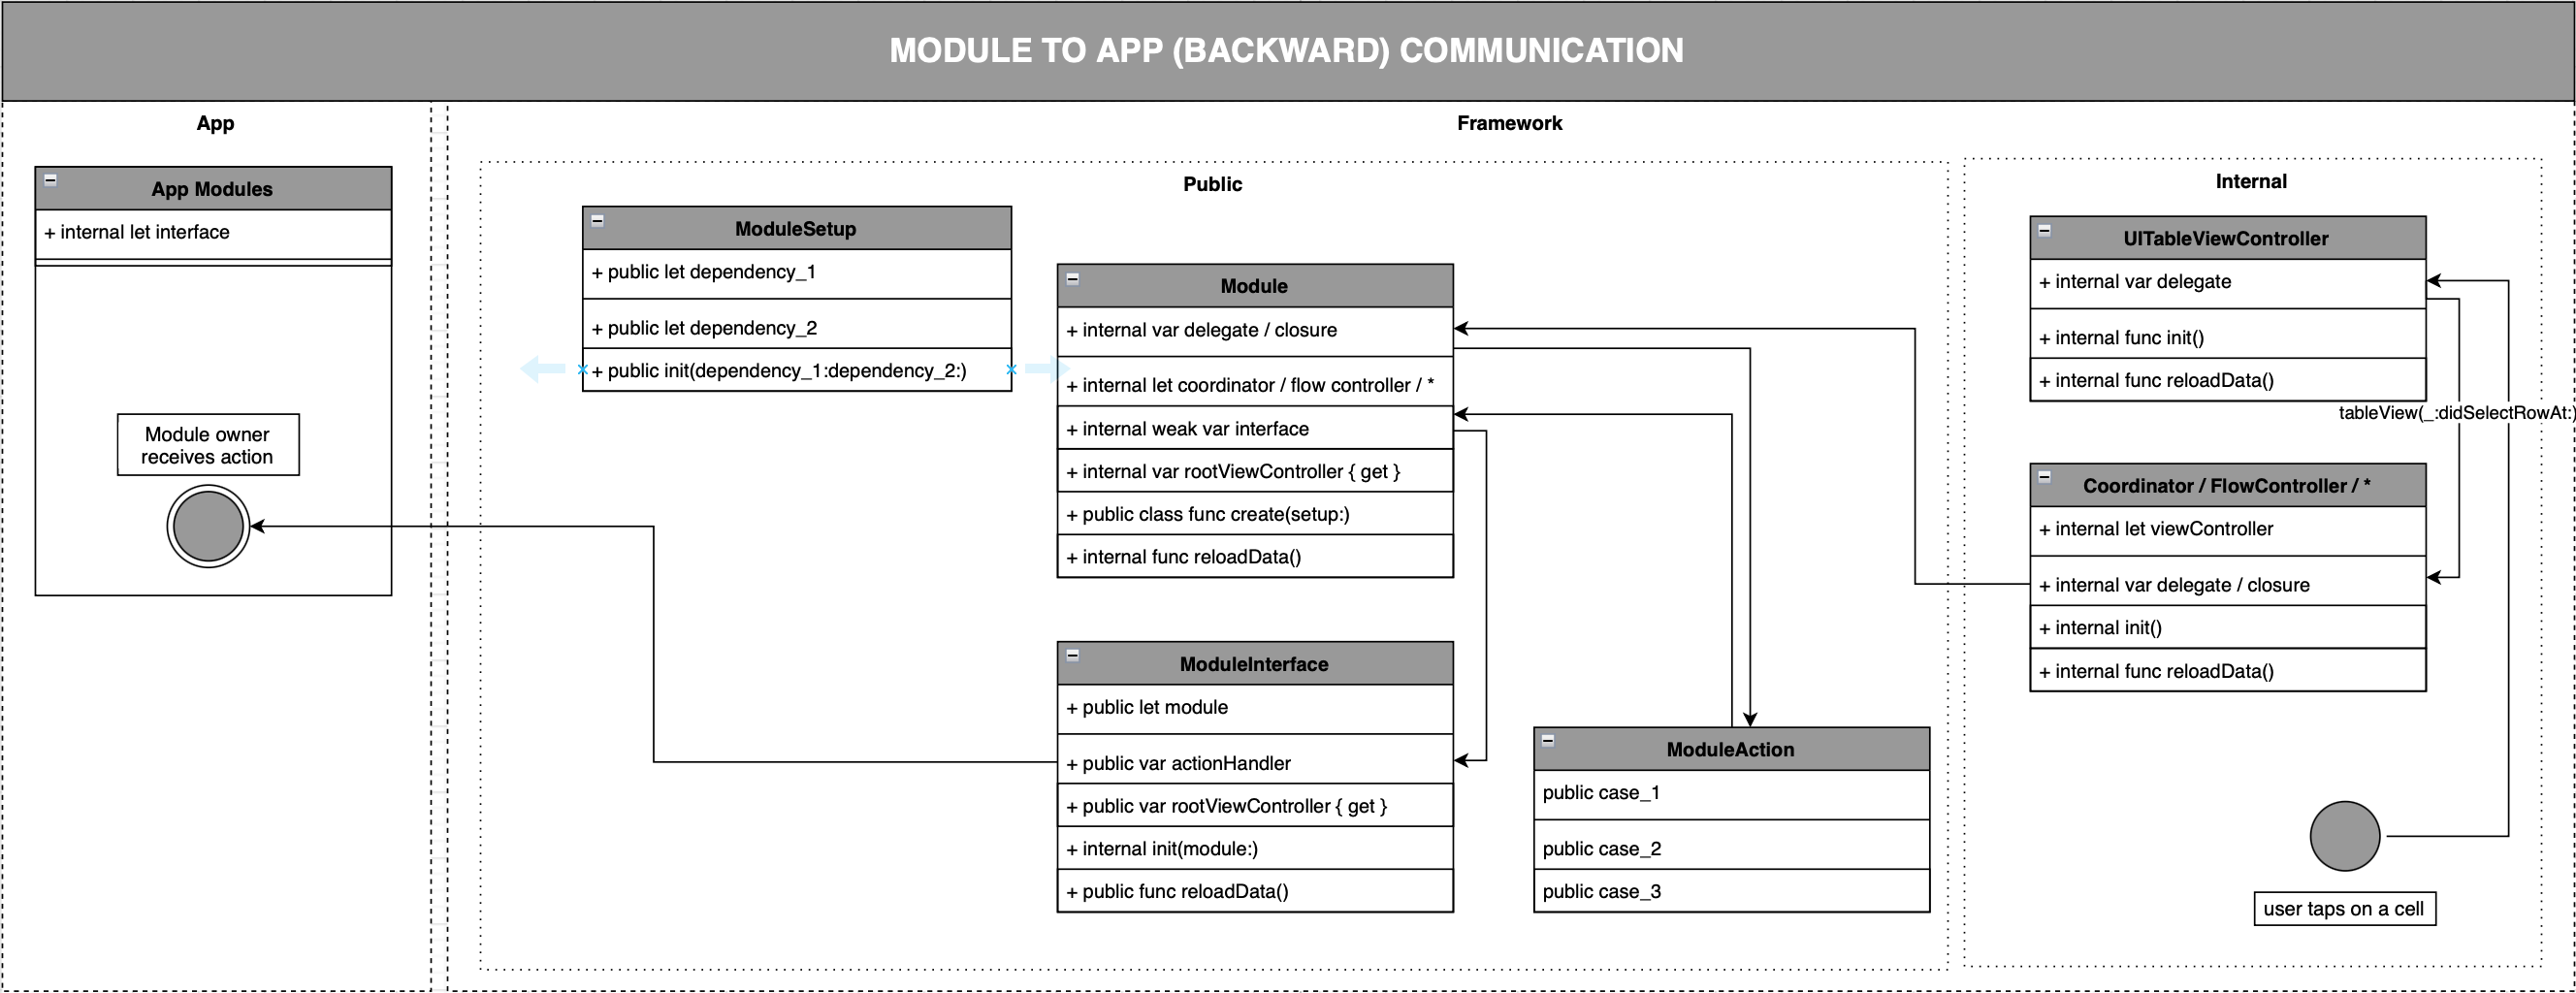 MODULE TO APP (BACKWARD) COMMUNICATION
App
App Modules
+ internal let interface
Module owner
receives action
Framework
Public
ModuleSetup
+ public let dependency_1
+ public let dependency_2
+ public init(dependency_1:dependency_2:)
Module
+ internal var delegate / closure
+ internal let coordinator / flow controller / *
+ internal weak var interface
+ internal var rootViewController { get }
+ public class func create(setup:)
+ internal func reloadData()
ModuleInterface
+ public let module
+ public var actionHandler
+ public var rootViewController { get }
+ internal init(module:)
+ public func reloadData()
ModuleAction
public case_1
public case_2
public case_3
Internal
UITableViewController
+ internal var delegate
+ internal func init()
+ internal func reloadData()
tableView(_:didSelectRowAt:)
Coordinator / FlowController / *
+ internal let viewController
+ internal var delegate / closure
+ internal init()
+ internal func reloadData()
user taps on a cell